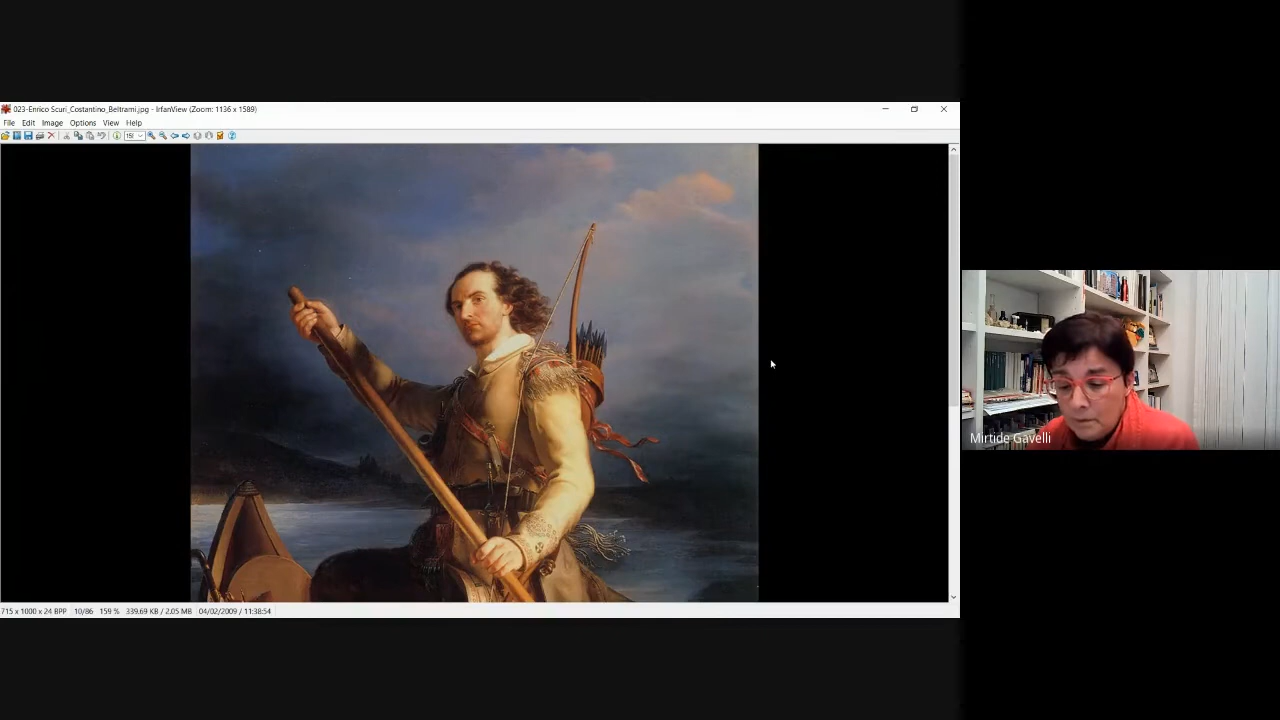 023-Enrico Scuri_Costantino_Beltrami.jpg - IrfanView (Zoom: 1136 x 1589)
File Edit Image Options View Help
Mirtide Gavelli
715 x 1000 x 24 BPP 10/86 159 % 339.69 KB / 2.05 MB 04/02/2009 / 11:38:54